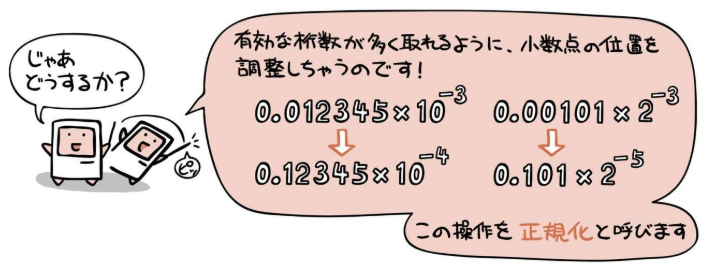 じゃあ
どうするか?
有効な桁数が多く取れるように、小数点の位置を
調整しちゃうのです!
0.012345×10⁻³
0.00101×2⁻³
0.12345×10⁻⁴
0.101×2⁻⁵
ピッ
この操作を正規化と呼びます